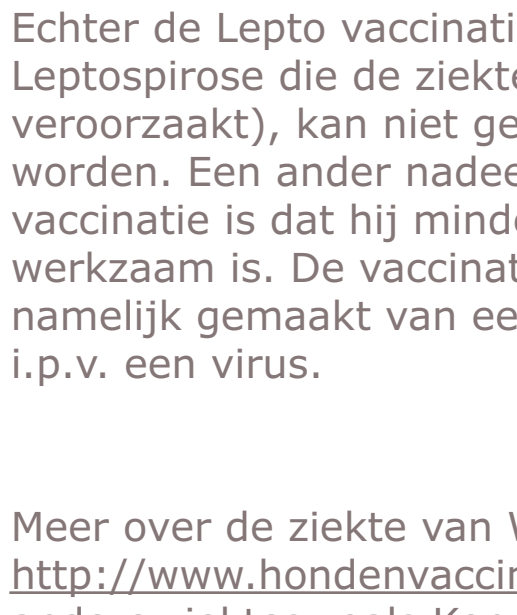 Echter de Lepto vaccinati
Leptospirose die de ziekte
veroorzaakt), kan niet ge
worden. Een ander nadee
vaccinatie is dat hij minde
werkzaam is. De vaccinat
namelijk gemaakt van ee
i.p.v. een virus.
Meer over de ziekte van
http://www.hondenvaccin